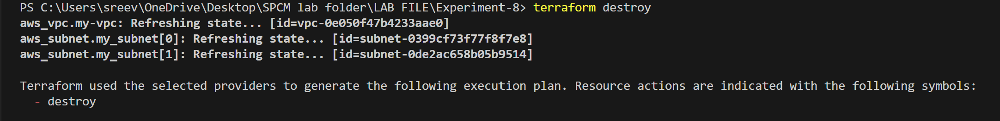 PS C:\Users\sreev\OneDrive\Desktop\SPCM lab folder\LAB FILE\Experiment-8> terraform destroy
aws_vpc.my-vpc: Refreshing state... [id=vpc-0e050f47b4233aae0]
aws_subnet.my_subnet[0]: Refreshing state... [id=subnet-0399cf73f77f8f7e8]
aws_subnet.my_subnet[1]: Refreshing state... [id=subnet-0de2ac658b05b9514]
Terraform used the selected providers to generate the following execution plan. Resource actions are indicated with the following symbols:
- destroy